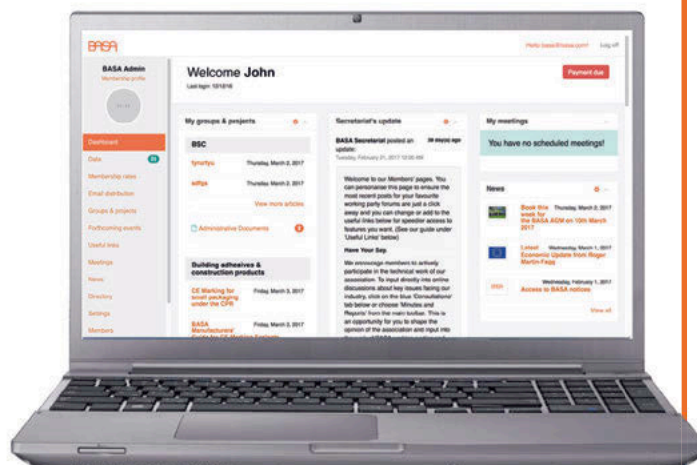 BASA
Hello basa@basa.com!
Log off
BASA Admin
Membership profile
Dashboard
Data
Membership rates
Email distribution
Groups & projects
Forthcoming events
Useful links
Meetings
News
Directory
Settings
Members
Welcome John
Payment due
My groups & projects
BSC
Thursday, March 2, 2017
Thursday, March 2, 2017
View more articles
Administrative Documents
Building adhesives &
construction products
CE Marking for
Friday, March 3, 2017
small packaging
under the CPR
BASA
Friday, March 3, 2017
Manufacturers'
Secretariat's update
BASA Secretariat posted an
update:
Tuesday, February 21, 2017 12:00 AM
Welcome to our Members' pages. You
can personalise this page to ensure the
most recent posts for your favourite
working party forums are just a click
away and you can change or add to the
useful links below for speedier access to
features you want. (See our guide under
'Useful Links' below)
Have Your Say.
We encourage members to actively
participate in the technical work of our
association. To input directly into online
discussions about key issues facing our
industry, click on the blue 'Consultations'
tab below or choose 'Minutes and
Reports' from the main toolbar. This is
an opportunity for you to shape the
opinion of the association and input into
My meetings
You have no scheduled meetings!
News
Book this
Thursday, March 2, 2017
week for
the BASA AGM on 10th March
2017
Latest
Wednesday, March 1, 2017
Economic Update from Roger
Martin-Fagg
Wednesday, February 1, 2017
Access to BASA notices
View all